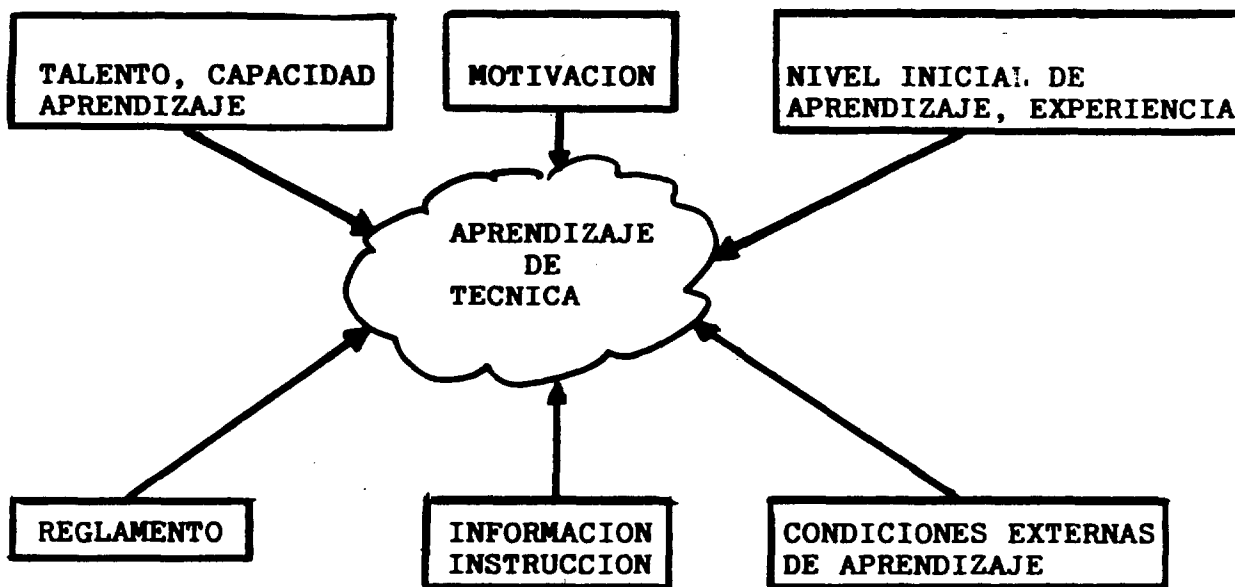 TALENTO, CAPACIDAD
APRENDIZAJE
MOTIVACION
NIVEL INICIAL DE
APRENDIZAJE, EXPERIENCIA
APRENDIZAJE
DE
TECNICA
REGLAMENTO
INFORMACION
INSTRUCCION
CONDICIONES EXTERNAS
DE APRENDIZAJE